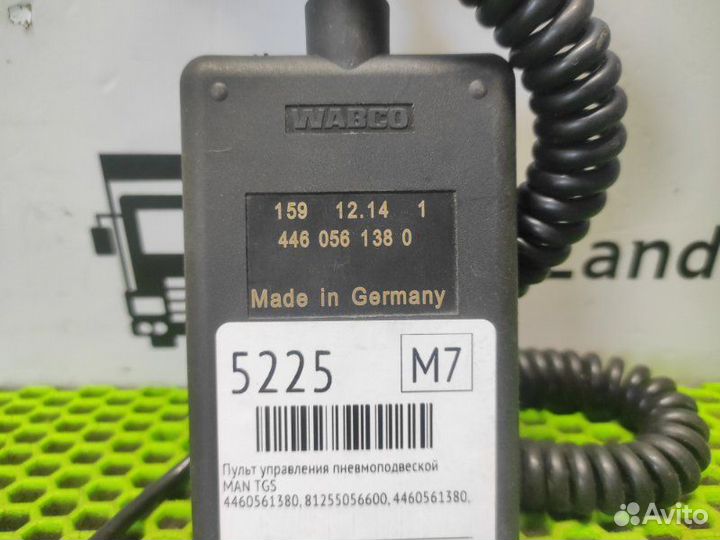 WABCO
159 12.14 1
446 056 138 0
Made in Germany
Land
5225 M7
Пульт управления пневмоподвеской
MAN TGS
4460561380, 81255056600, 4460561380,
Avito